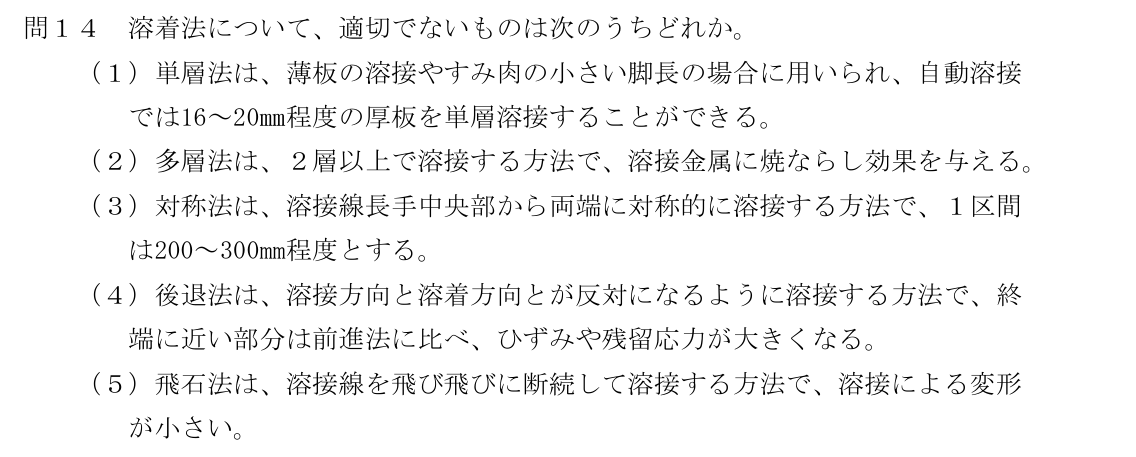 問１４　溶着法について、適切でないものは次のうちどれか。
（１）単層法は、薄板の溶接やすみ肉の小さい脚長の場合に用いられ、自動溶接
では16～20㎜程度の厚板を単層溶接することができる。
（２）多層法は、２層以上で溶接する方法で、溶接金属に焼ならし効果を与える。
（３）対称法は、溶接線長手中央部から両端に対称的に溶接する方法で、１区間
は200～300㎜程度とする。
（４）後退法は、溶接方向と溶着方向とが反対になるように溶接する方法で、終
端に近い部分は前進法に比べ、ひずみや残留応力が大きくなる。
（５）飛石法は、溶接線を飛び飛びに断続して溶接する方法で、溶接による変形
が小さい。